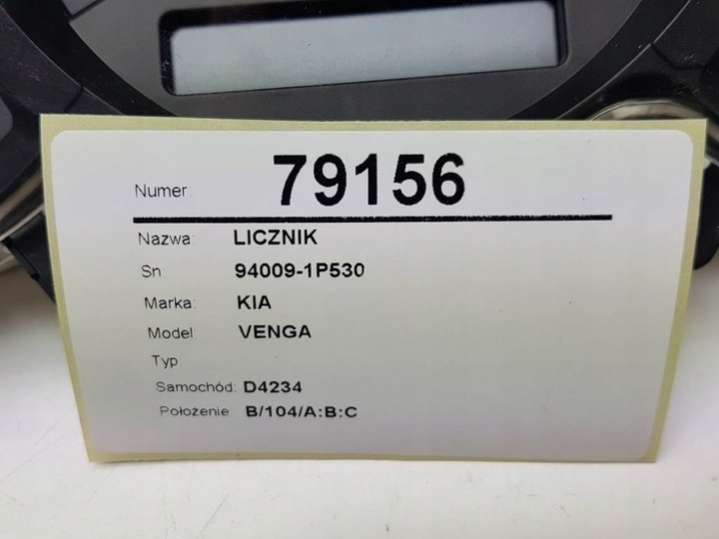 Numer: 79156
Nazwa: LICZNIK
Sn 94009-1P530
Marka: KIA
Model VENGA
Typ
Samochód: D4234
Położenie B/104/A:B:C